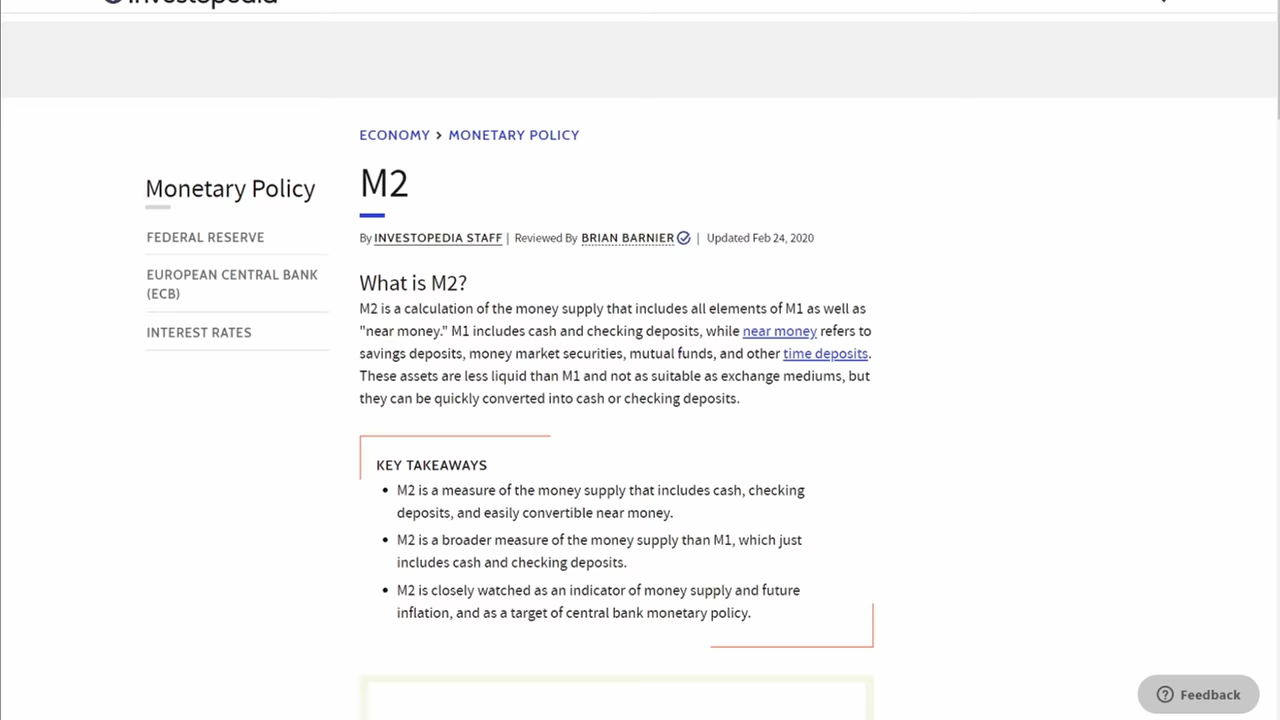 Investopedia
ECONOMY > MONETARY POLICY
Monetary Policy
FEDERAL RESERVE
EUROPEAN CENTRAL BANK
(ECB)
INTEREST RATES
M2
By INVESTOPEDIA STAFF | Reviewed By BRIAN BARNIER | Updated Feb 24, 2020
What is M2?
M2 is a calculation of the money supply that includes all elements of M1 as well as
"near money." M1 includes cash and checking deposits, while near money refers to
savings deposits, money market securities, mutual funds, and other time deposits.
These assets are less liquid than M1 and not as suitable as exchange mediums, but
they can be quickly converted into cash or checking deposits.
KEY TAKEAWAYS
• M2 is a measure of the money supply that includes cash, checking
deposits, and easily convertible near money.
• M2 is a broader measure of the money supply than M1, which just
includes cash and checking deposits.
• M2 is closely watched as an indicator of money supply and future
inflation, and as a target of central bank monetary policy.
Feedback